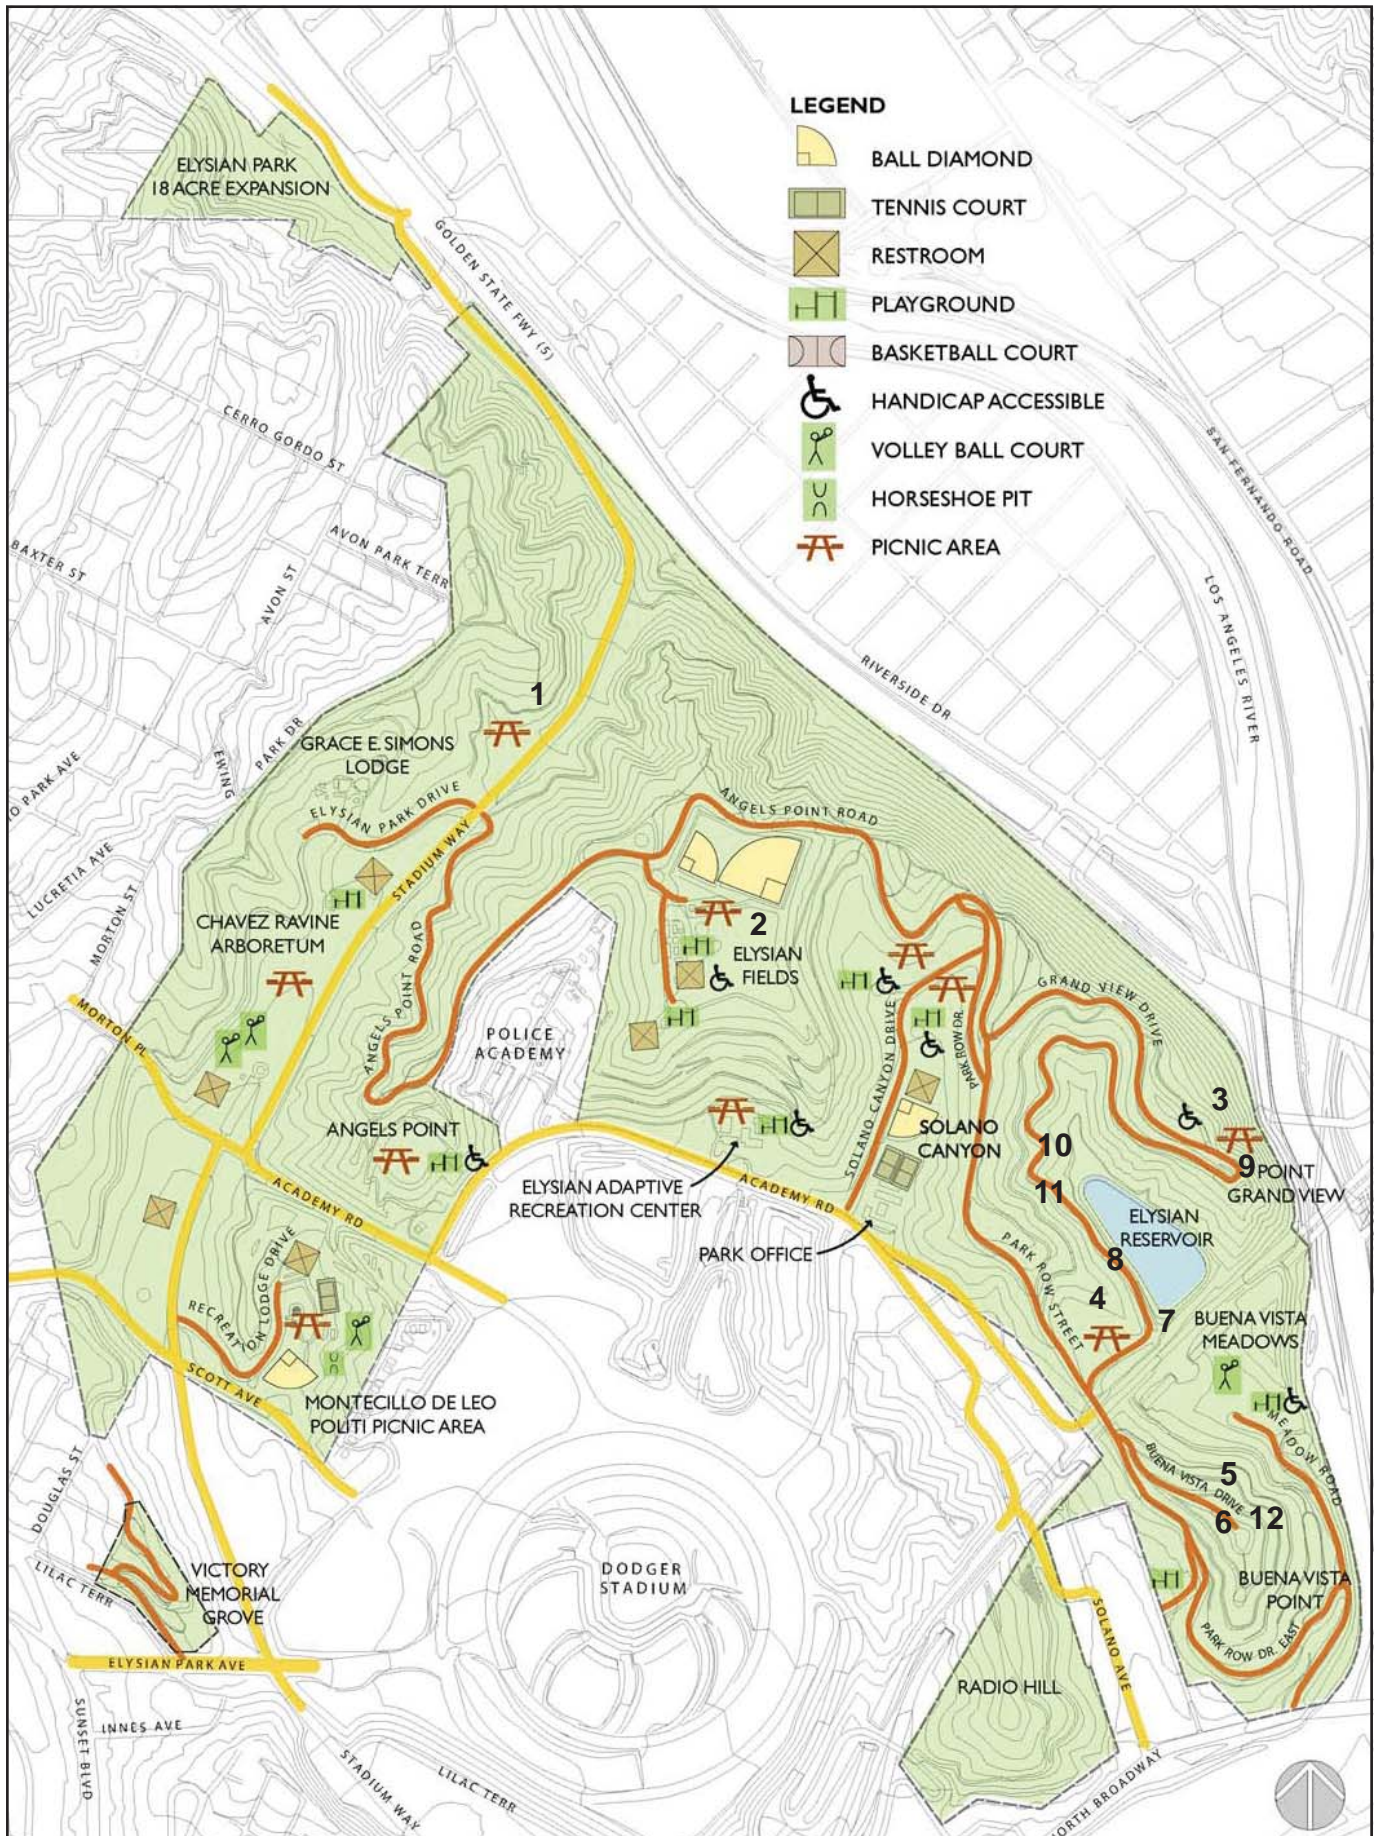 LEGEND
BALL DIAMOND
TENNIS COURT
RESTROOM
PLAYGROUND
BASKETBALL COURT
HANDICAP ACCESSIBLE
VOLLEY BALL COURT
HORSESHOE PIT
PICNIC AREA
ELYSIAN PARK
18 ACRE EXPANSION
GOLDEN STATE FWY (5)
SAN FERNANDO ROAD
LOS ANGELES RIVER
RIVERSIDE DR
CERRO GORDO ST
AVON PARK TERR
AVON ST
BAXTER ST
PARK DR
EWING
O PARK AVE
LUCRETIA AVE
MORTON ST
MORTON PL
1
GRACE E. SIMONS
LODGE
ELYSIAN PARK DRIVE
STADIUM WAY
ANGELS POINT ROAD
CHAVEZ RAVINE
ARBORETUM
ANGELS POINT ROAD
2
ELYSIAN
FIELDS
POLICE
ACADEMY
GRAND VIEW DRIVE
SOLANO CANYON DRIVE
PARK ROW DR.
3
SOLANO
CANYON
ANGELS POINT
10
9
POINT
GRAND VIEW
11
ELYSIAN ADAPTIVE
RECREATION CENTER
ACADEMY RD
ACADEMY RD
PARK OFFICE
ELYSIAN
RESERVOIR
8
PARK ROW STREET
4
7
BUENA VISTA
MEADOWS
RECREATION LODGE DRIVE
SCOTT AVE
MONTECILLO DE LEO
POLITI PICNIC AREA
MEADOW ROAD
BUENA VISTA DRIVE
5
6
12
DOUGLAS ST
LILAC TERR
VICTORY
MEMORIAL
GROVE
DODGER
STADIUM
BUENA VISTA
POINT
PARK ROW DR. EAST
SOLANO AVE
ELYSIAN PARK AVE
RADIO HILL
SUNSET BLVD
INNES AVE
STADIUM WAY
LILAC TERR
ORTH BROADWAY